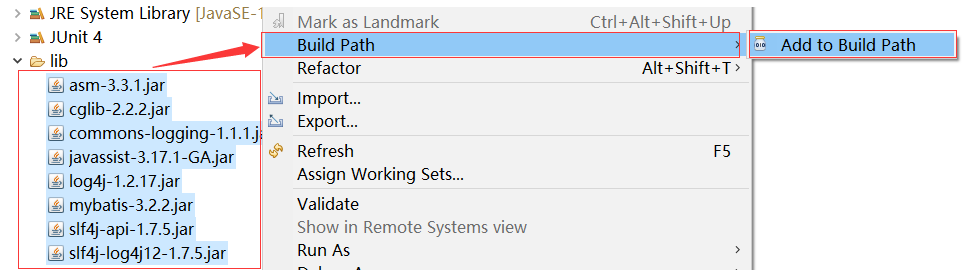 JRE System Library [JavaSE-1
JUnit 4
lib
asm-3.3.1.jar
cglib-2.2.2.jar
commons-logging-1.1.1.j
javassist-3.17.1-GA.jar
log4j-1.2.17.jar
mybatis-3.2.2.jar
slf4j-api-1.7.5.jar
slf4j-log4j12-1.7.5.jar
Mark as Landmark Ctrl+Alt+Shift+Up
Build Path
Refactor Alt+Shift+T
Import...
Export...
Refresh F5
Assign Working Sets...
Validate
Show in Remote Systems view
Run As
Add to Build Path